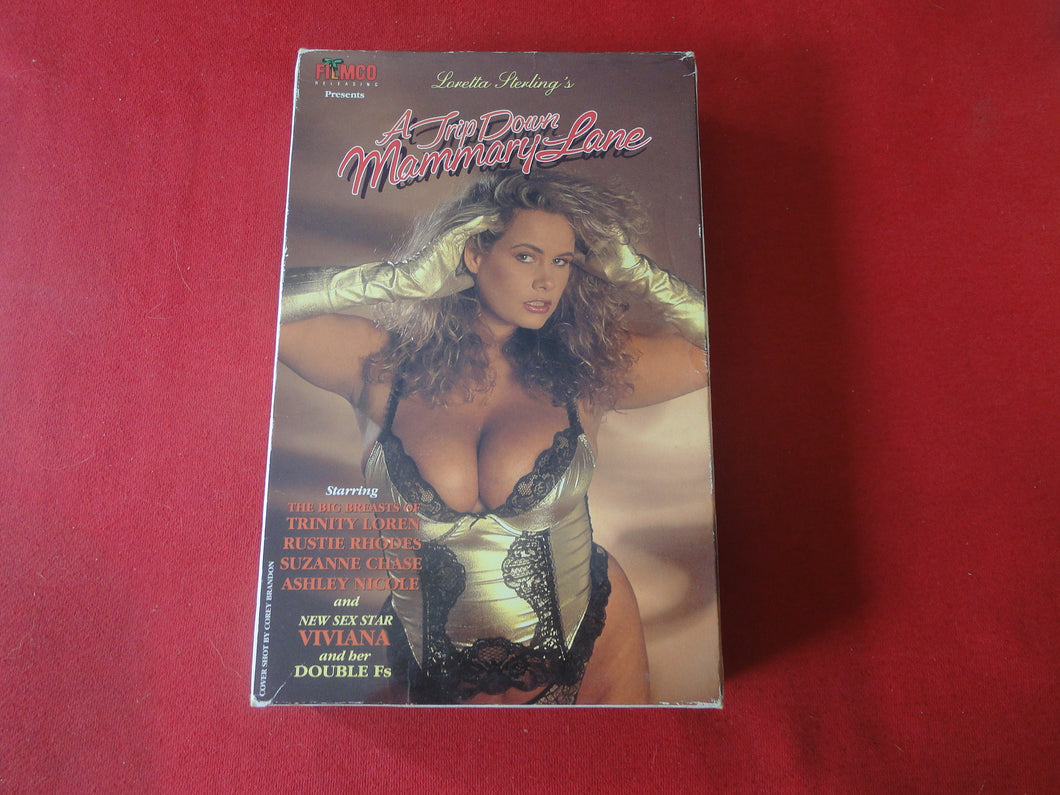 FILMCO
RELEASING
Presents
Loretta Sterling's
A Trip Down
Mammary Lane
Starring
THE BIG BREASTS OF
TRINITY LOREN
RUSTIE RHODES
SUZANNE CHASE
ASHLEY NICOLE
and
NEW SEX STAR
VIVIANA
and her
DOUBLE Fs
COVER SHOT BY COREY BRANDON